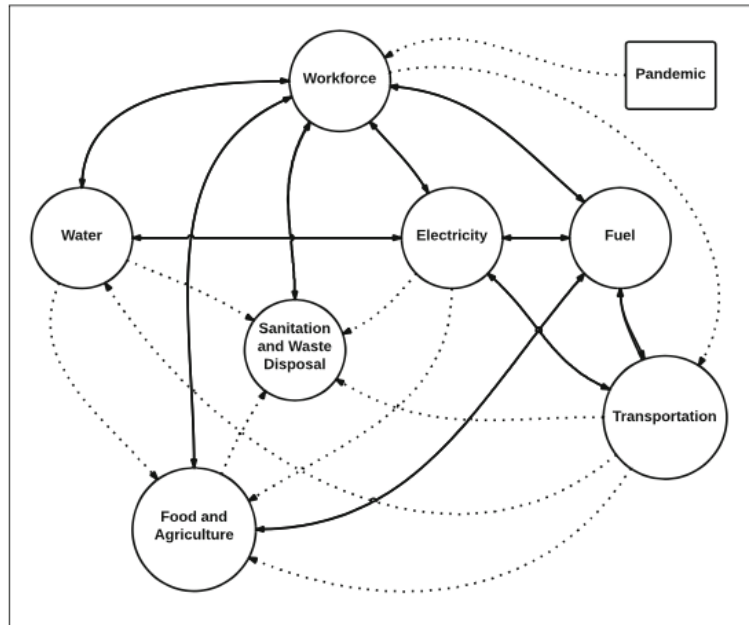 Workforce
Pandemic
Water
Electricity
Fuel
Sanitation
and Waste
Disposal
Transportation
Food and
Agriculture